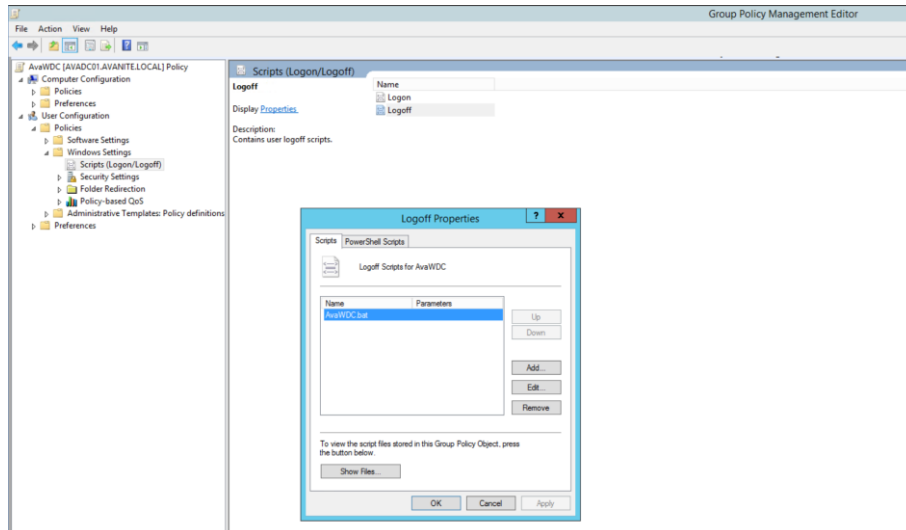 Group Policy Management Editor
File Action View Help
AvaWDC [AVADC01.AVANITE.LOCAL] Policy
Computer Configuration
Policies
Preferences
User Configuration
Policies
Software Settings
Windows Settings
Scripts (Logon/Logoff)
Security Settings
Folder Redirection
Policy-based QoS
Administrative Templates: Policy definitions
Preferences
Scripts (Logon/Logoff)
Logoff
Display Properties
Description:
Contains user logoff scripts.
Name
Logon
Logoff
Logoff Properties
? x
Scripts PowerShell Scripts
Logoff Scripts for AvaWDC
Name Parameters
AvaWDC.bat
Up
Down
Add...
Edit...
Remove
To view the script files stored in this Group Policy Object, press
the button below.
Show Files...
OK Cancel Apply